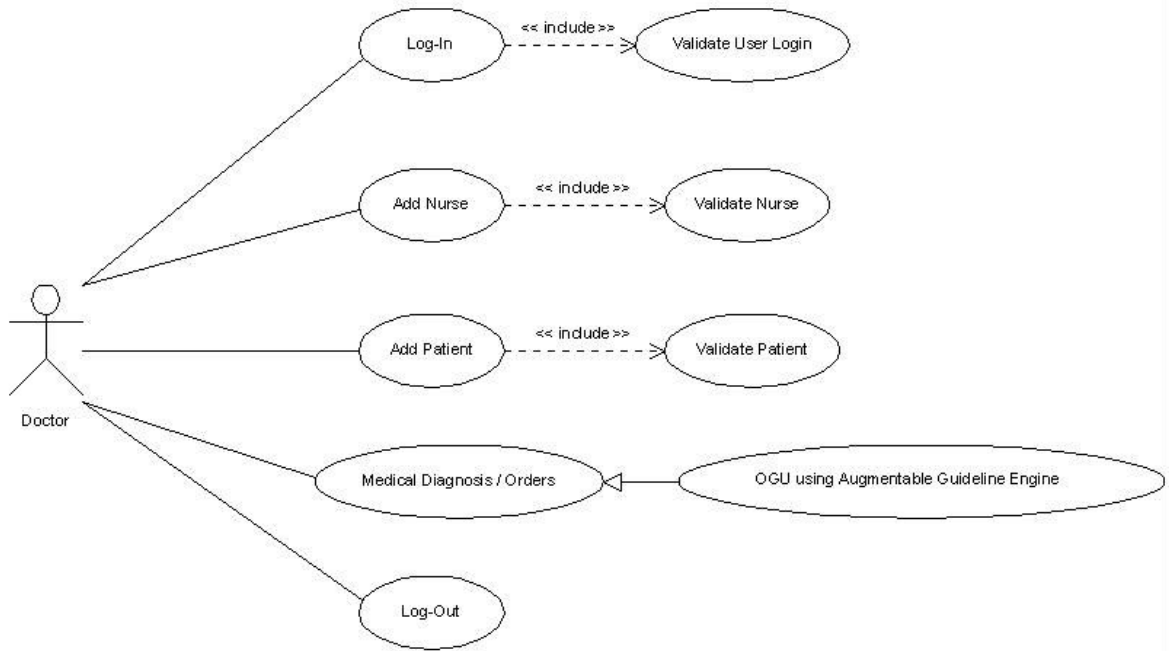 Log-In
<< include >>
Validate User Login
Add Nurse
<< include >>
Validate Nurse
Add Patient
<< include >>
Validate Patient
Doctor
Medical Diagnosis / Orders
OGU using Augmentable Guideline Engine
Log-Out